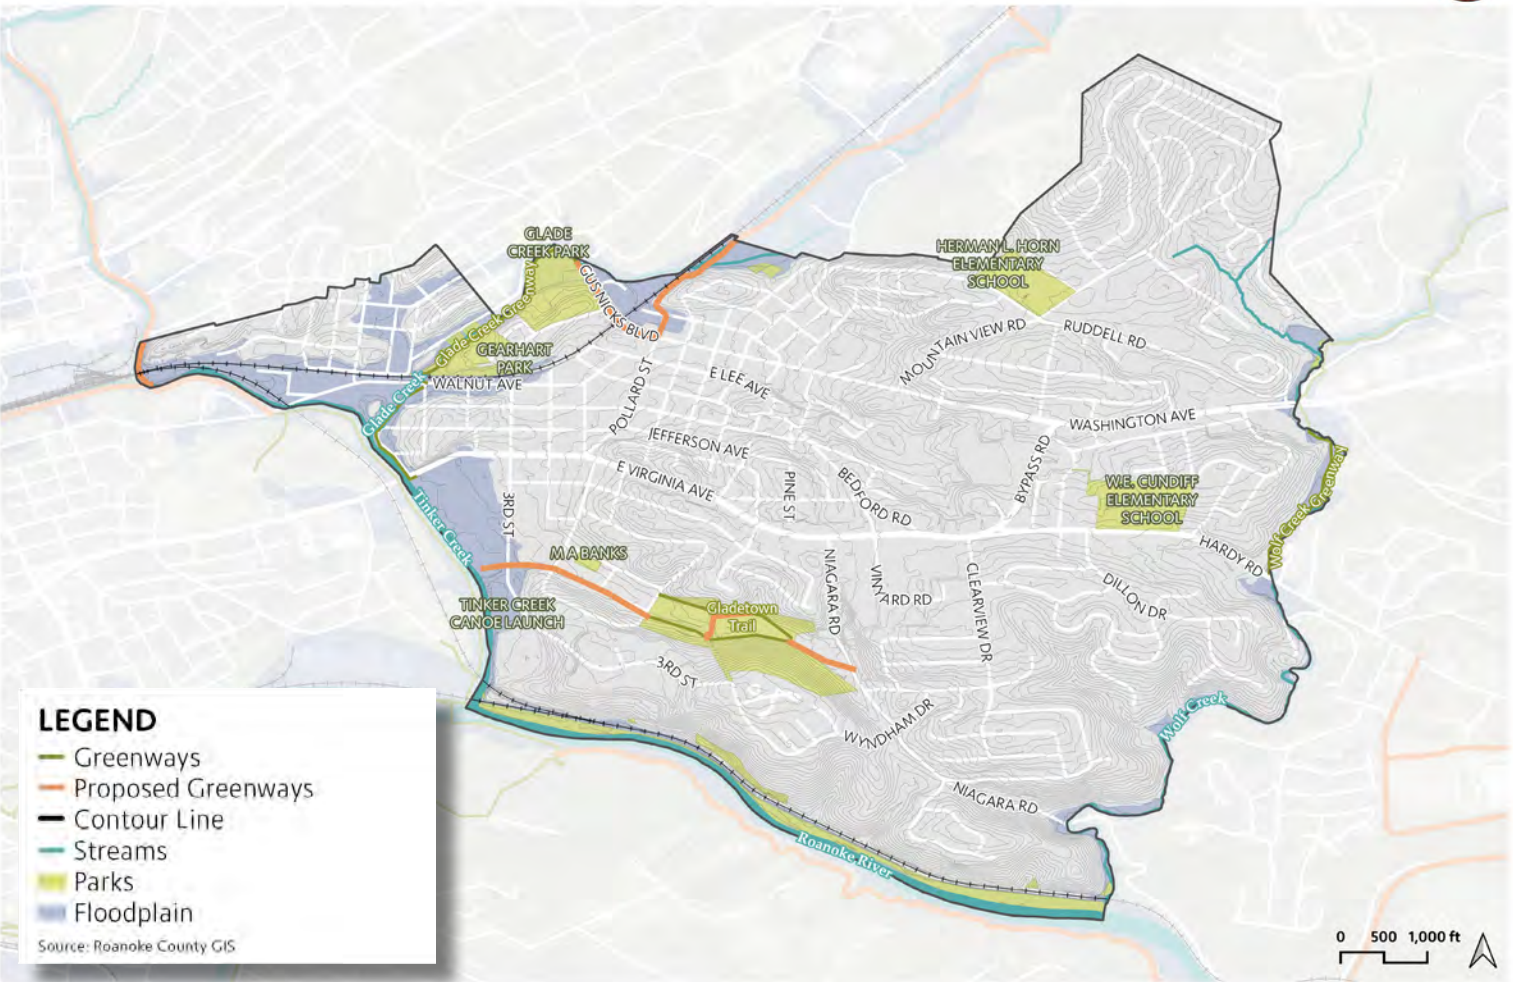 GLADE
CREEK PARK
HERMAN L. HORN
ELEMENTARY
SCHOOL
GUS NICKS BLVD
Glade Creek Greenway
GEARHART
PARK
WALNUT AVE
Glade Creek
POLLARD ST
E LEE AVE
MOUNTAIN VIEW RD
RUDDELL RD
WASHINGTON AVE
JEFFERSON AVE
E VIRGINIA AVE
PINE ST
BEDFORD RD
BYPASS RD
W.E. CUNDIFF
ELEMENTARY
SCHOOL
Wolf Creek Greenway
Tinker Creek
3RD ST
M A BANKS
HARDY RD
NIAGARA RD
VINYARD RD
CLEARVIEW DR
DILLON DR
TINKER CREEK
CANOE LAUNCH
Gladetown
Trail
3RD ST
WYNDHAM DR
Wolf Creek
NIAGARA RD
Roanoke River
LEGEND
Greenways
Proposed Greenways
Contour Line
Streams
Parks
Floodplain
Source: Roanoke County GIS
0 500 1,000 ft